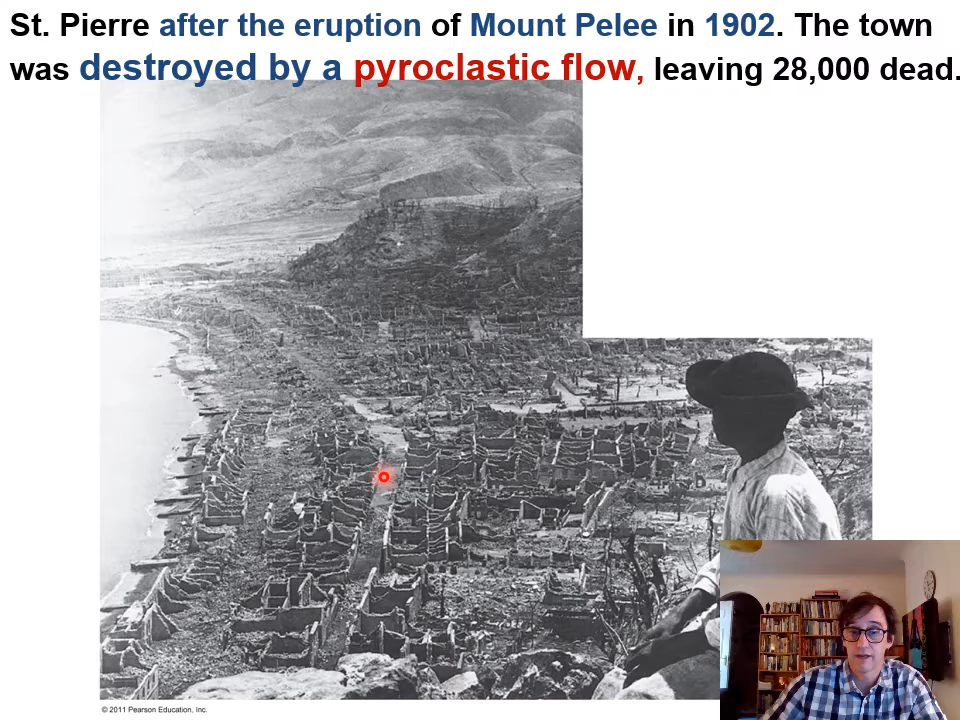 St. Pierre after the eruption of Mount Pelee in 1902. The town
was destroyed by a pyroclastic flow, leaving 28,000 dead.
© 2011 Pearson Education, Inc.